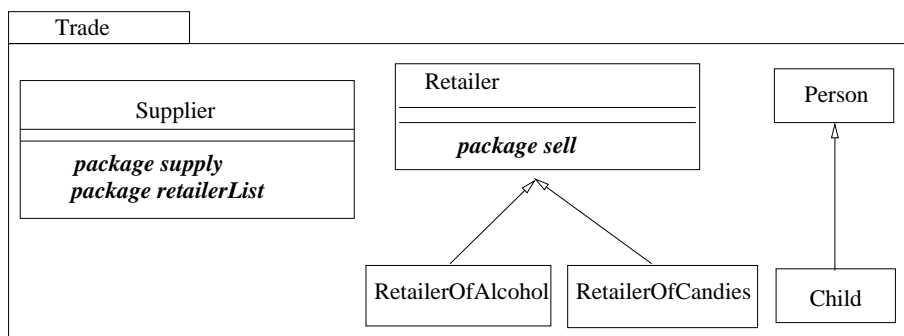 Trade
Supplier
package supply
package retailerList
Retailer
package sell
Person
RetailerOfAlcohol
RetailerOfCandies
Child